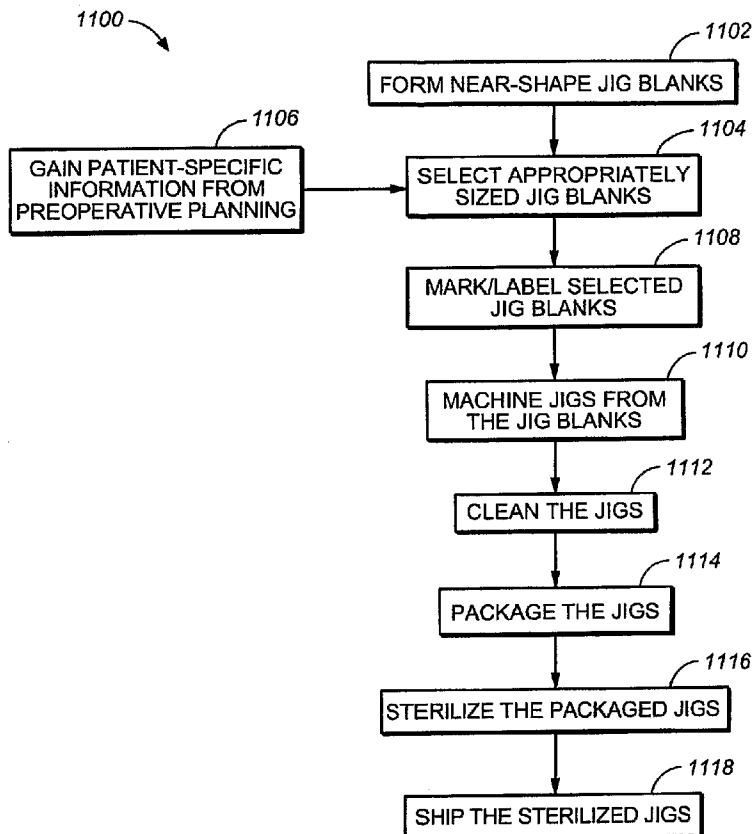 1100
1102
FORM NEAR-SHAPE JIG BLANKS
1106
GAIN PATIENT-SPECIFIC
INFORMATION FROM
PREOPERATIVE PLANNING
1104
SELECT APPROPRIATELY
SIZED JIG BLANKS
1108
MARK/LABEL SELECTED
JIG BLANKS
1110
MACHINE JIGS FROM
THE JIG BLANKS
1112
CLEAN THE JIGS
1114
PACKAGE THE JIGS
1116
STERILIZE THE PACKAGED JIGS
1118
SHIP THE STERILIZED JIGS